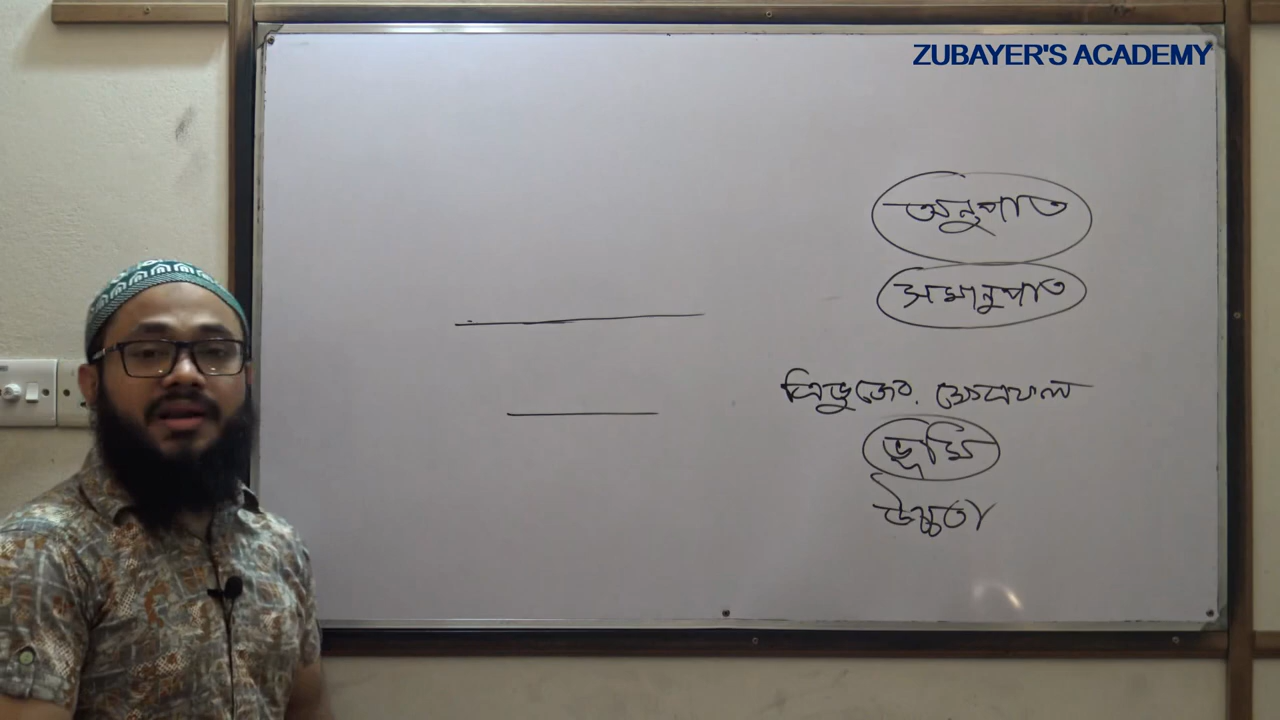 ZUBAYER'S ACADEMY
অনুপাত
সমানুপাত
ত্রিভুজের ক্ষেত্রফল
ভূমি
উচ্চতা